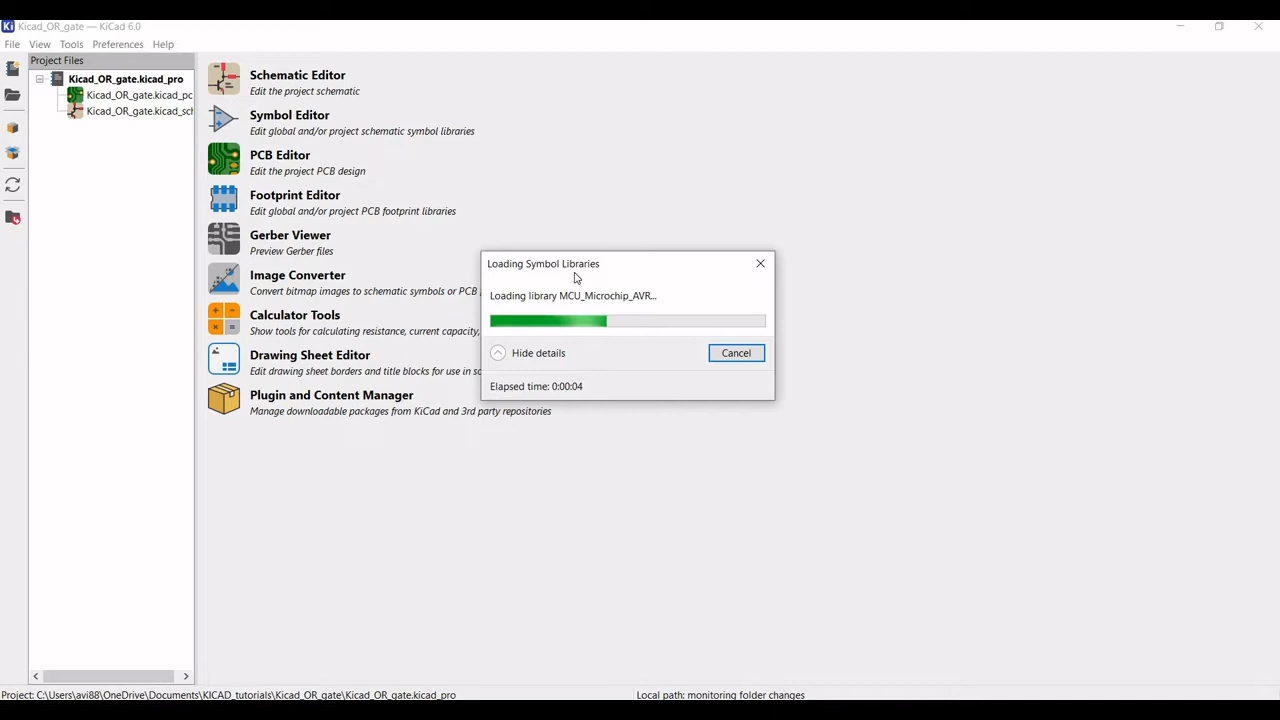 Kicad_OR_gate — KiCad 6.0
File View Tools Preferences Help
Project Files
Kicad_OR_gate.kicad_pro
Kicad_OR_gate.kicad_pc
Kicad_OR_gate.kicad_sch
Schematic Editor
Edit the project schematic
Symbol Editor
Edit global and/or project schematic symbol libraries
PCB Editor
Edit the project PCB design
Footprint Editor
Edit global and/or project PCB footprint libraries
Gerber Viewer
Preview Gerber files
Image Converter
Convert bitmap images to schematic symbols or PCB
Calculator Tools
Show tools for calculating resistance, current capacity,
Drawing Sheet Editor
Edit drawing sheet borders and title blocks for use in sc
Plugin and Content Manager
Manage downloadable packages from KiCad and 3rd party repositories
Loading Symbol Libraries
Loading library MCU_Microchip_AVR...
Hide details
Cancel
Elapsed time: 0:00:04
Project: C:\Users\avi88\OneDrive\Documents\KICAD_tutorials\Kicad_OR_gate\Kicad_OR_gate.kicad_pro
Local path: monitoring folder changes